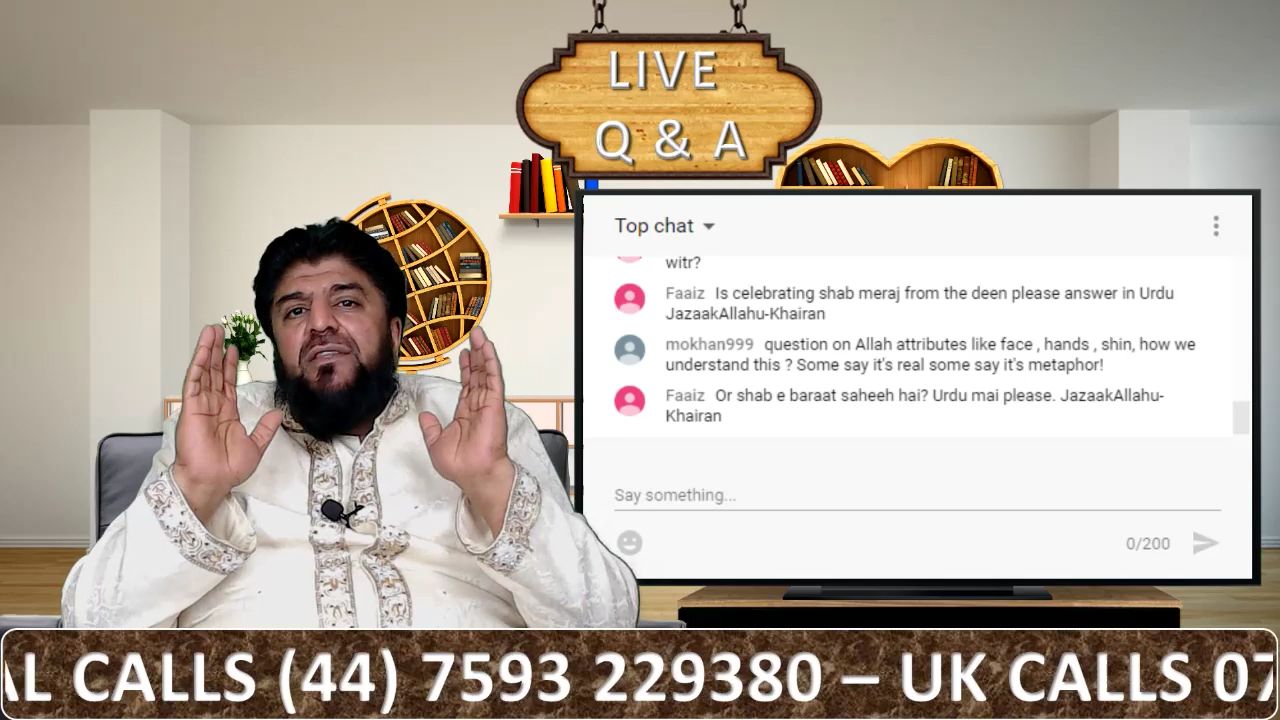 LIVE
Q & A
Top chat
witr?
Faaiz Is celebrating shab meraj from the deen please answer in Urdu
JazaakAllahu-Khairan
mokhan999 question on Allah attributes like face , hands , shin, how we
understand this ? Some say it's real some say it's metaphor!
Faaiz Or shab e baraat saheeh hai? Urdu mai please. JazaakAllahu-
Khairan
Say something...
0/200
AL CALLS (44) 7593 229380 – UK CALLS 07